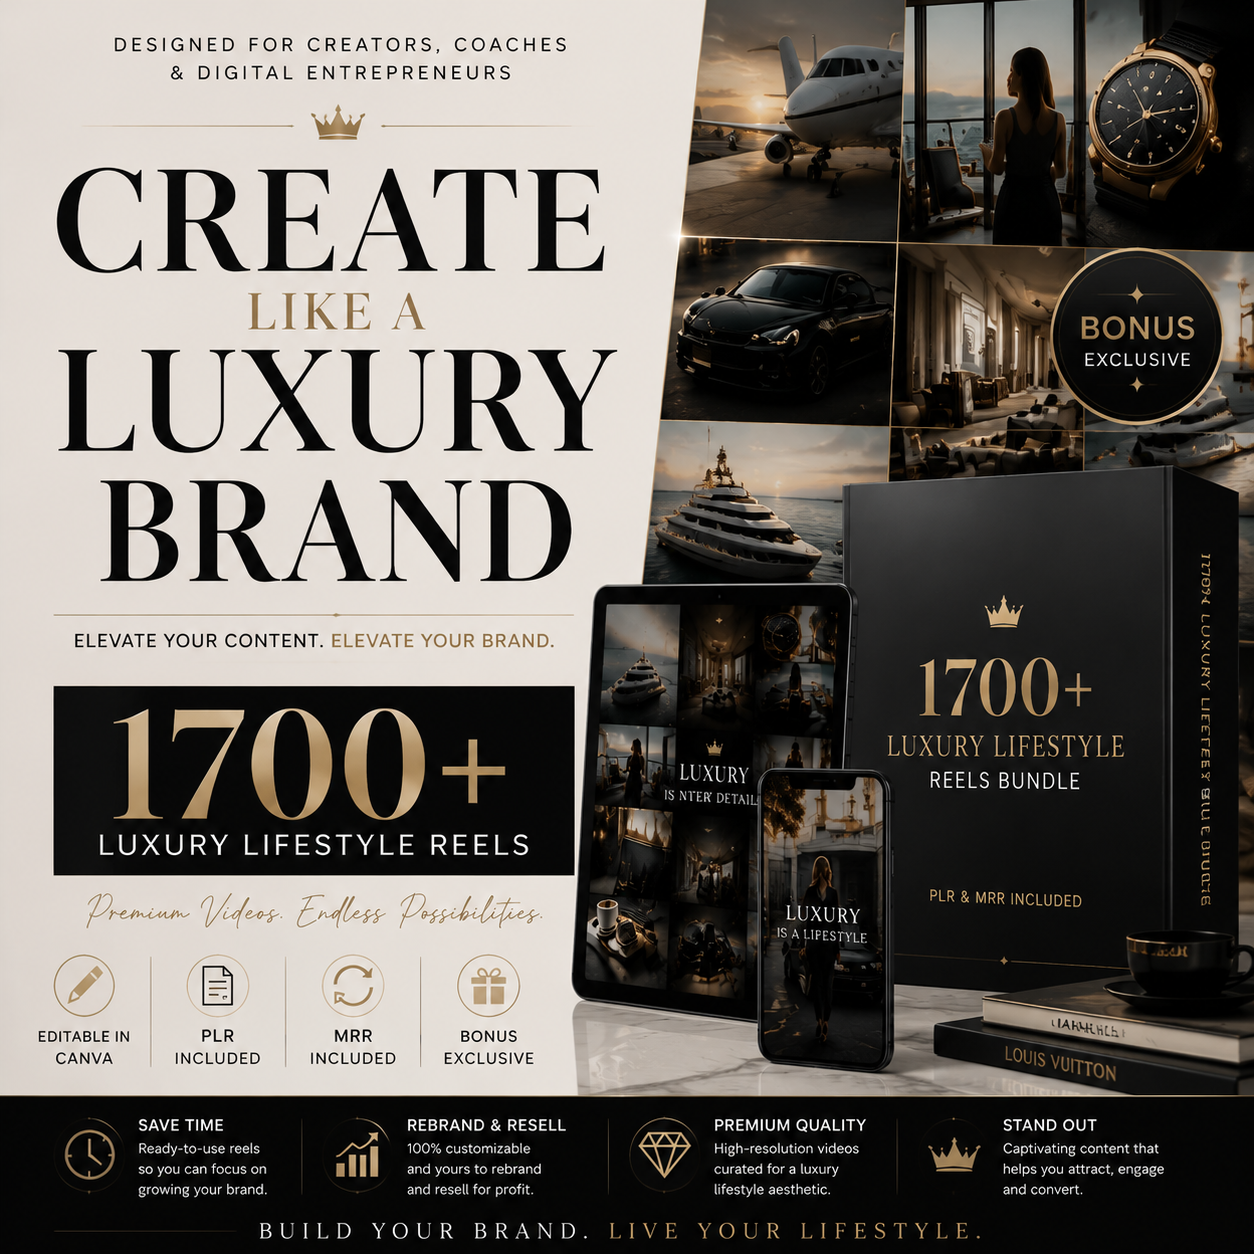 DESIGNED FOR CREATORS, COACHES
& DIGITAL ENTREPRENEURS
CREATE
LIKE A
LUXURY
BRAND
ELEVATE YOUR CONTENT. ELEVATE YOUR BRAND.
1700+
LUXURY LIFESTYLE REELS
Premium Videos. Endless Possibilities.
EDITABLE IN
CANVA
PLR
INCLUDED
MRR
INCLUDED
BONUS
EXCLUSIVE
BONUS
EXCLUSIVE
1700+
LUXURY LIFESTYLE
REELS BUNDLE
PLR & MRR INCLUDED
LUXURY
LUXURY
IS
LUXURY
IS A LIFESTYLE
LOUIS VUITTON
SAVE TIME
Ready-to-use reels
so you can focus on
growing your brand.
REBRAND & RESELL
100% customizable
and yours to rebrand
and resell for profit.
PREMIUM QUALITY
High-resolution videos
curated for a luxury
lifestyle aesthetic.
STAND OUT
Captivating content that
helps you attract, engage
and convert.
BUILD YOUR BRAND. LIVE YOUR LIFESTYLE.